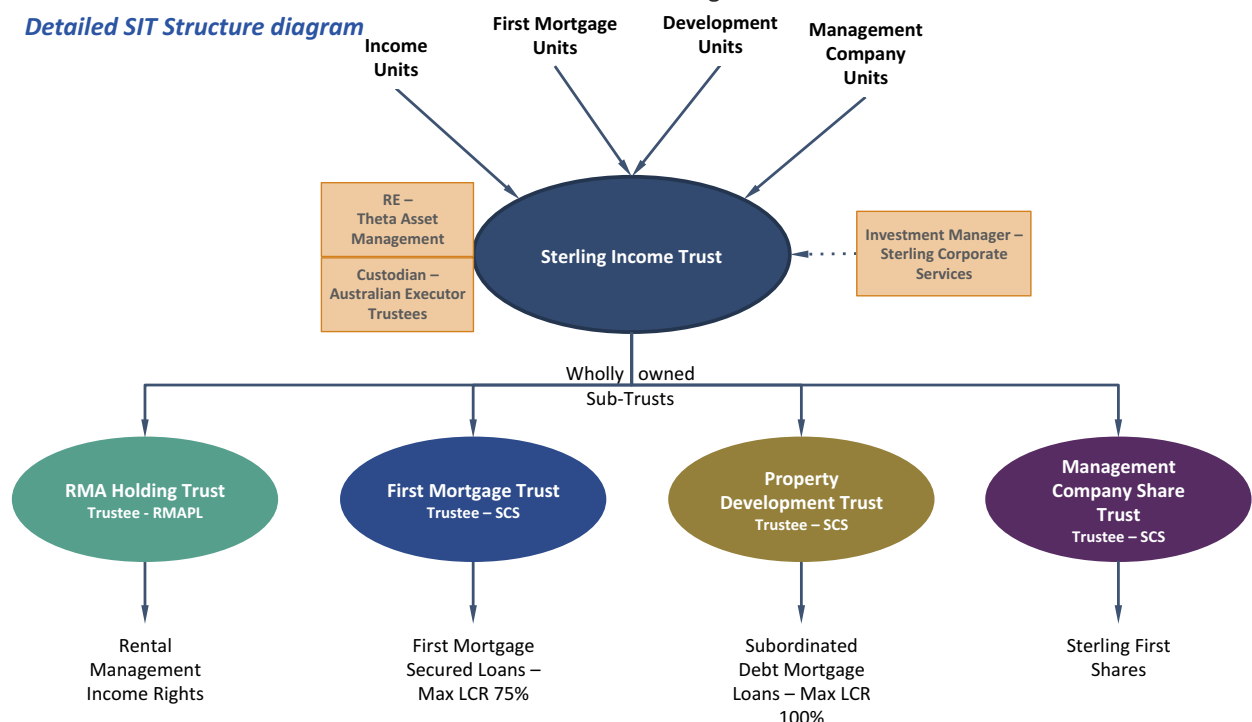 Detailed SIT Structure diagram
Income
Units
First Mortgage
Units
Development
Units
Management
Company
Units
RE –
Theta Asset
Management
Custodian –
Australian Executor
Trustees
Sterling Income Trust
Investment Manager –
Sterling Corporate
Services
Wholly owned
Sub-Trusts
RMA Holding Trust
Trustee - RMAPL
First Mortgage Trust
Trustee – SCS
Property
Development Trust
Trustee – SCS
Management
Company Share
Trust
Trustee – SCS
Rental
Management
Income Rights
First Mortgage
Secured Loans –
Max LCR 75%
Subordinated
Debt Mortgage
Loans – Max LCR
100%
Sterling First
Shares